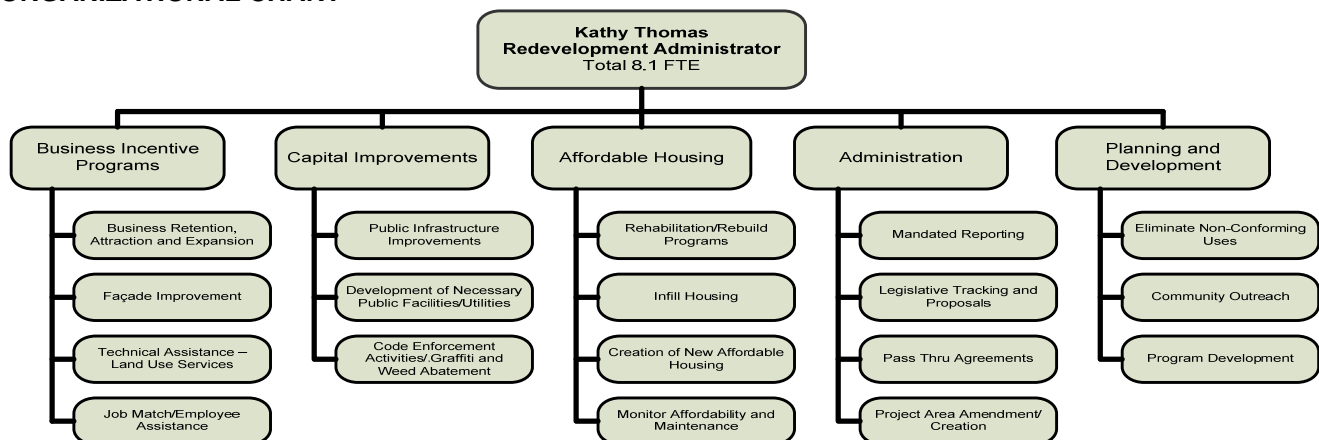 ORGANIZATIONAL CHART
Kathy Thomas
Redevelopment Administrator
Total 8.1 FTE
Business Incentive
Programs
Capital Improvements
Affordable Housing
Administration
Planning and
Development
Business Retention,
Attraction and Expansion
Façade Improvement
Technical Assistance –
Land Use Services
Job Match/Employee
Assistance
Public Infrastructure
Improvements
Development of Necessary
Public Facilities/Utilities
Code Enforcement
Activities/.Graffiti and
Weed Abatement
Rehabilitation/Rebuild
Programs
Infill Housing
Creation of New Affordable
Housing
Monitor Affordability and
Maintenance
Mandated Reporting
Legislative Tracking and
Proposals
Pass Thru Agreements
Project Area Amendment/
Creation
Eliminate Non-Conforming
Uses
Community Outreach
Program Development